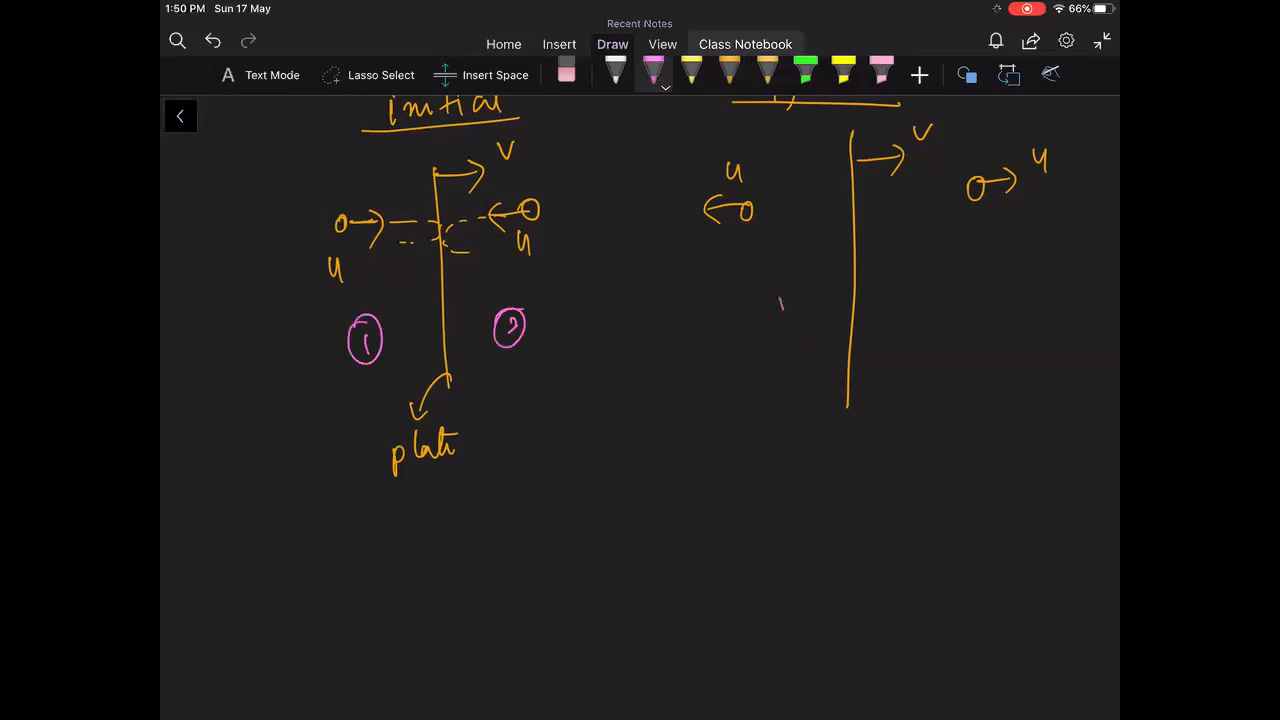 1:50 PM Sun 17 May
66%
Recent Notes
Home Insert Draw View Class Notebook
Text Mode Lasso Select Insert Space
initial
v
u
u
1
2
plate
v
u
u